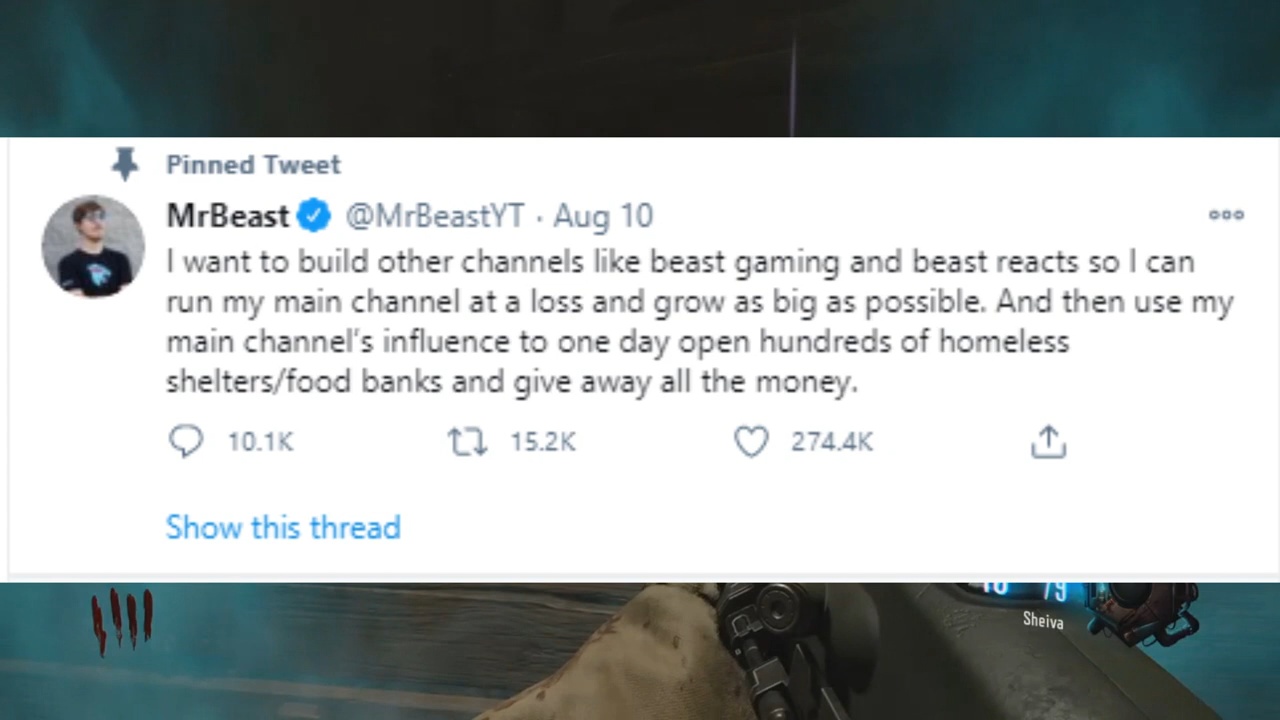 Pinned Tweet
MrBeast @MrBeastYT · Aug 10
I want to build other channels like beast gaming and beast reacts so I can
run my main channel at a loss and grow as big as possible. And then use my
main channel's influence to one day open hundreds of homeless
shelters/food banks and give away all the money.
10.1K 15.2K 274.4K
Show this thread
Sheiva